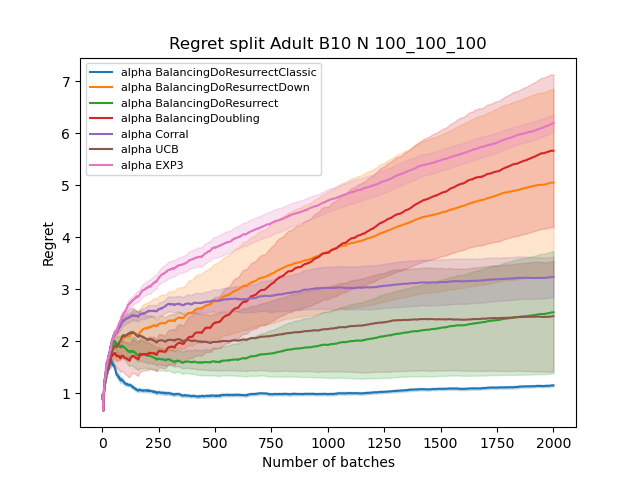 Regret split Adult B10 N 100_100_100
alpha BalancingDoResurrectClassic
alpha BalancingDoResurrectDown
alpha BalancingDoResurrect
alpha BalancingDoubling
alpha Corral
alpha UCB
alpha EXP3
7
6
5
4
3
2
1
Regret
0 250 500 750 1000 1250 1500 1750 2000
Number of batches